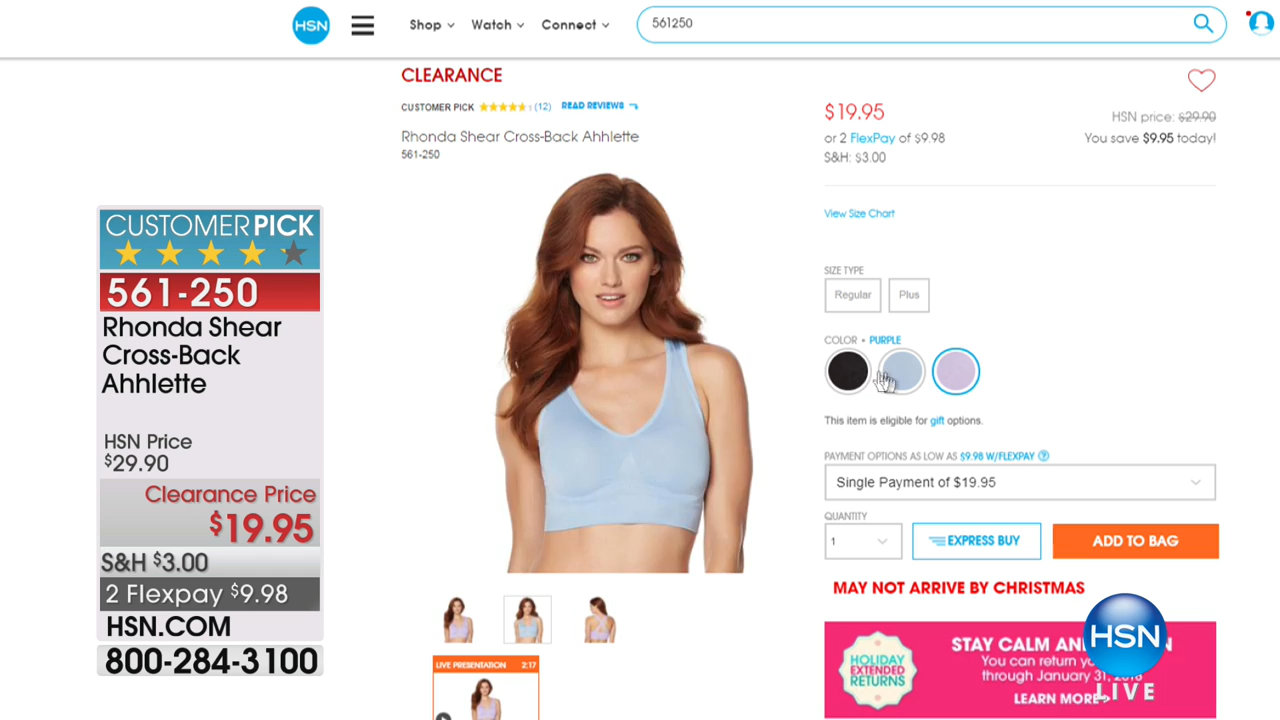 HSN
Shop
Watch
Connect
561250
CLEARANCE
CUSTOMER PICK
(12)
READ REVIEWS
Rhonda Shear Cross-Back Ahhlette
561-250
$19.95
HSN price: $29.90
or 2 FlexPay of $9.98
You save $9.95 today!
S&H: $3.00
View Size Chart
SIZE TYPE
Regular
Plus
COLOR • PURPLE
This item is eligible for gift options.
PAYMENT OPTIONS AS LOW AS $9.98 W/FLEXPAY ?
Single Payment of $19.95
QUANTITY
1
EXPRESS BUY
ADD TO BAG
MAY NOT ARRIVE BY CHRISTMAS
HOLIDAY
EXTENDED
RETURNS
STAY CALM
You can return
through January 31,
LEARN MORE
HSN
LIVE
LIVE PRESENTATION 2:17
CUSTOMER PICK
561-250
Rhonda Shear
Cross-Back
Ahhlette
HSN Price
$29.90
Clearance Price
$19.95
S&H $3.00
2 Flexpay $9.98
HSN.COM
800-284-3100